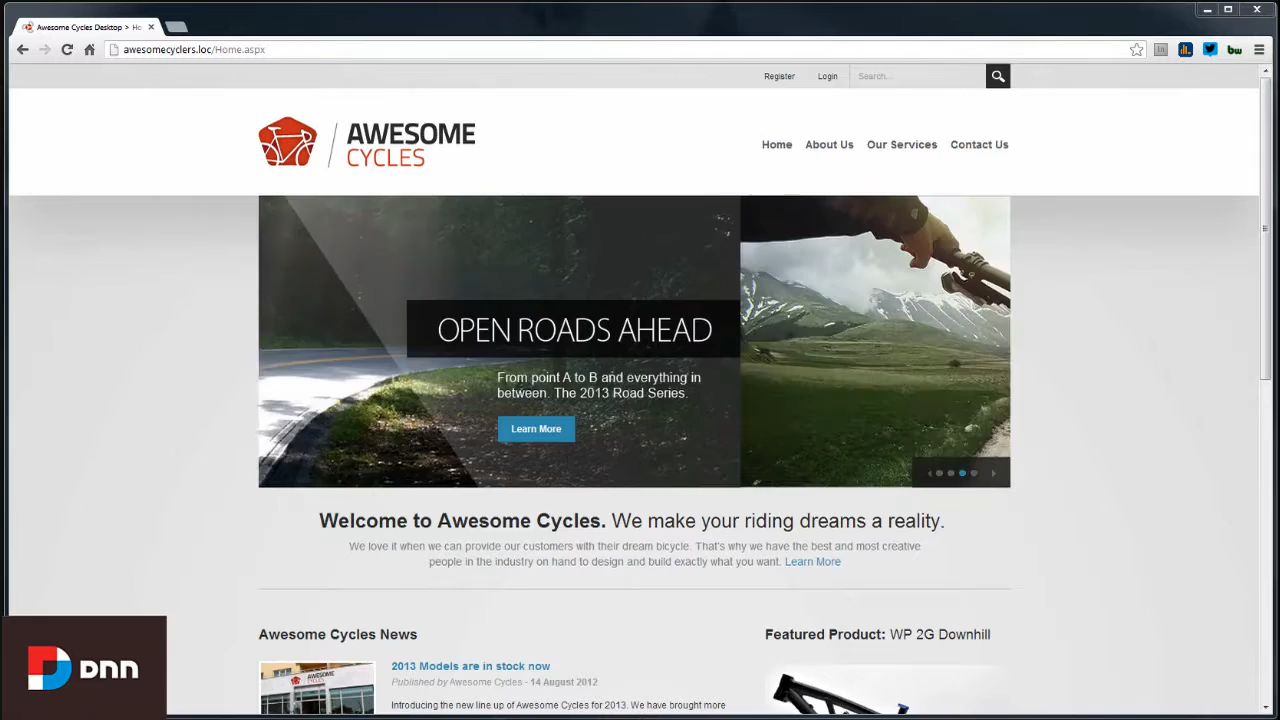 Awesome Cycles Desktop > Ho
awesomecyclers.loc/Home.aspx
Register Login Search...
AWESOME
CYCLES
Home About Us Our Services Contact Us
OPEN ROADS AHEAD
From point A to B and everything in
between. The 2013 Road Series.
Learn More
Welcome to Awesome Cycles. We make your riding dreams a reality.
We love it when we can provide our customers with their dream bicycle. That's why we have the best and most creative
people in the industry on hand to design and build exactly what you want. Learn More
Awesome Cycles News
Featured Product: WP 2G Downhill
2013 Models are in stock now
Published by Awesome Cycles - 14 August 2012
Introducing the new line up of Awesome Cycles for 2013. We have brought more
AWESOME
CYCLES
DNN